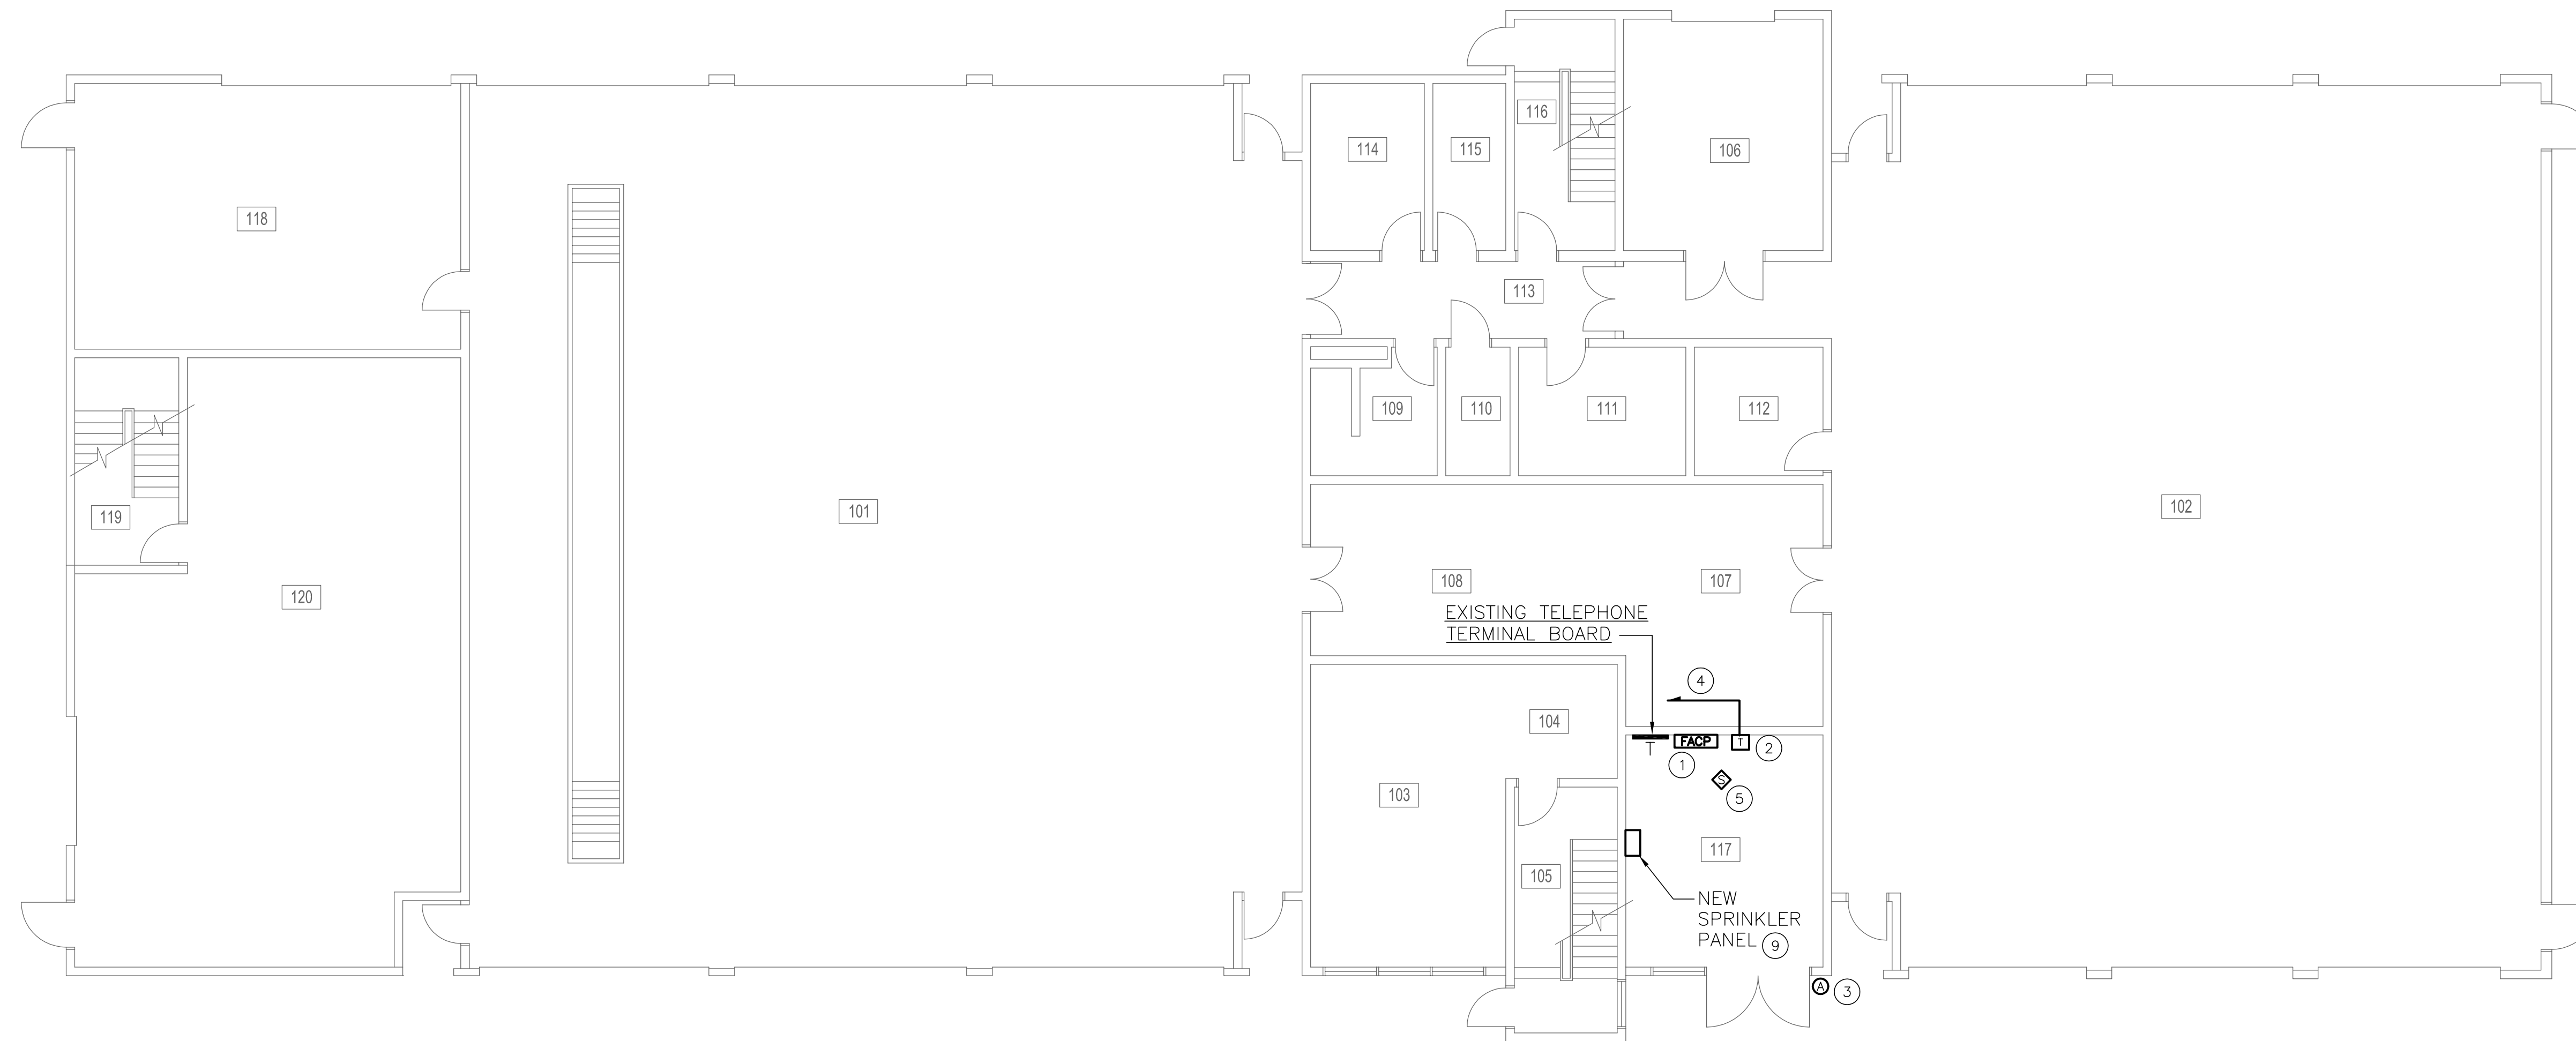 116
114
115
106
118
113
109
110
111
112
101
102
119
108
107
120
EXISTING TELEPHONE
TERMINAL BOARD
4
104
T
FACP
T
2
1
S
5
103
117
105
NEW
SPRINKLER
PANEL 9
A
3